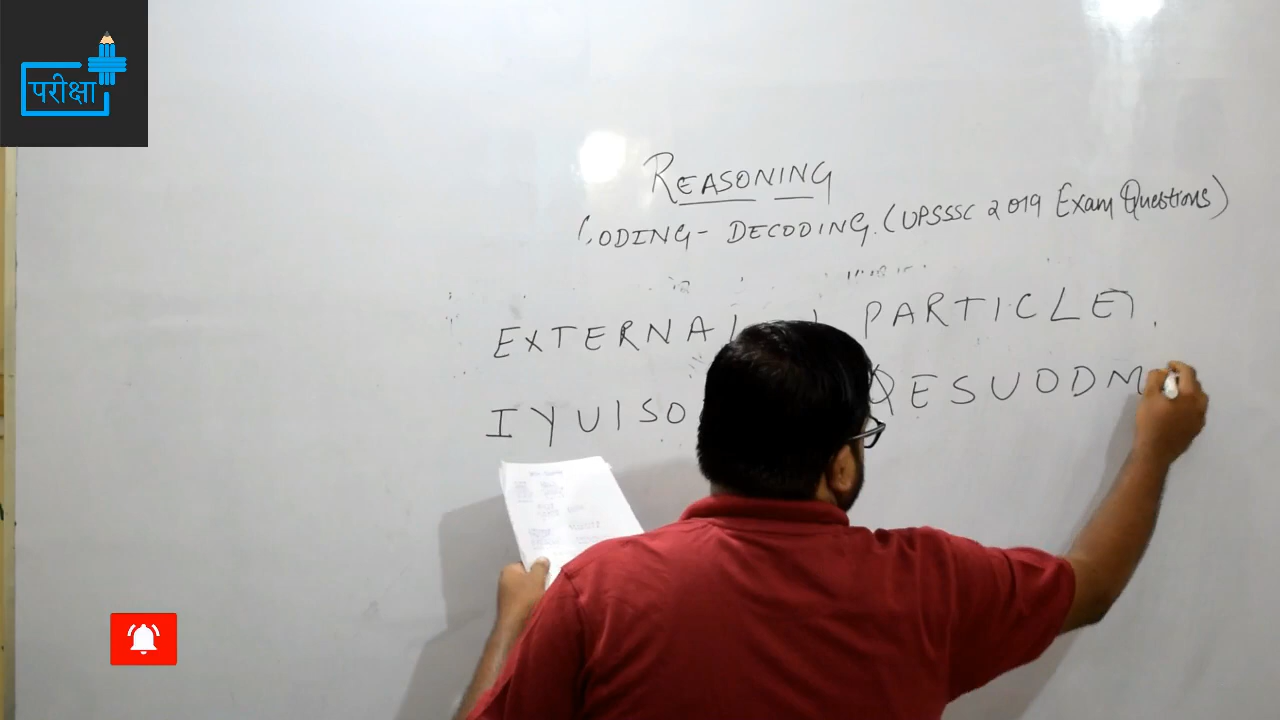 परीक्षा
REASONING
CODING - DECODING. (UPSSSC 2019 Exam Questions)
EXTERNAL PARTICLE
IYUISO QESUODM